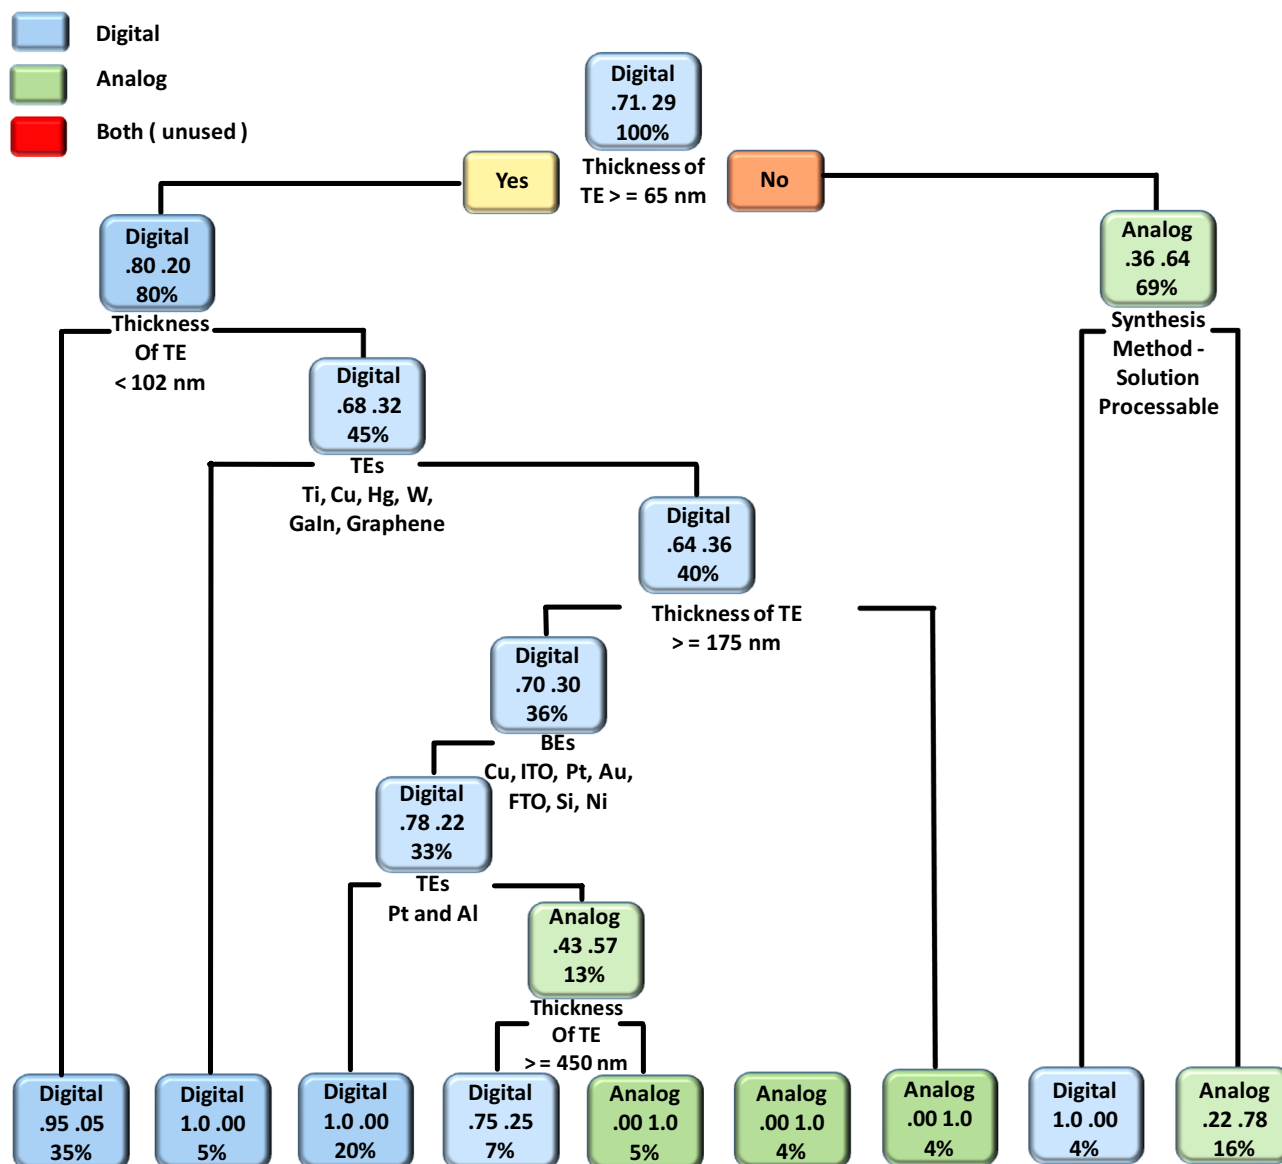 Digital
Analog
Both ( unused )
Digital
.71. 29
100%
Thickness of
TE > = 65 nm
Yes
No
Digital
.80 .20
80%
Thickness
Of TE
< 102 nm
Analog
.36 .64
69%
Synthesis
Method -
Solution
Processable
Digital
.68 .32
45%
TEs
Ti, Cu, Hg, W,
GaIn, Graphene
Digital
.64 .36
40%
Thickness of TE
> = 175 nm
Digital
.70 .30
36%
BEs
Cu, ITO, Pt, Au,
FTO, Si, Ni
Digital
.78 .22
33%
TEs
Pt and Al
Analog
.43 .57
13%
Thickness
Of TE
> = 450 nm
Digital
.95 .05
35%
Digital
1.0 .00
5%
Digital
1.0 .00
20%
Digital
.75 .25
7%
Analog
.00 1.0
5%
Analog
.00 1.0
4%
Analog
.00 1.0
4%
Digital
1.0 .00
4%
Analog
.22 .78
16%